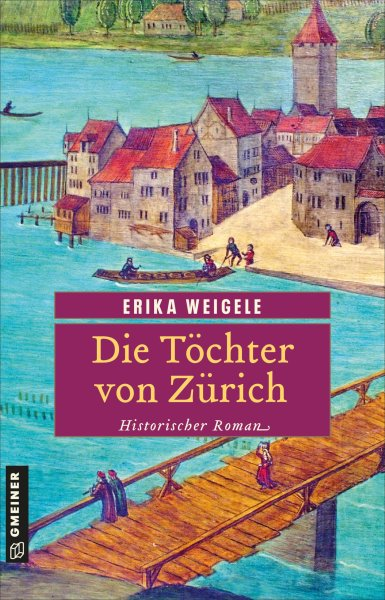 ERIKA WEIGELE
Die Töchter
von Zürich
Historischer Roman
GMEINER